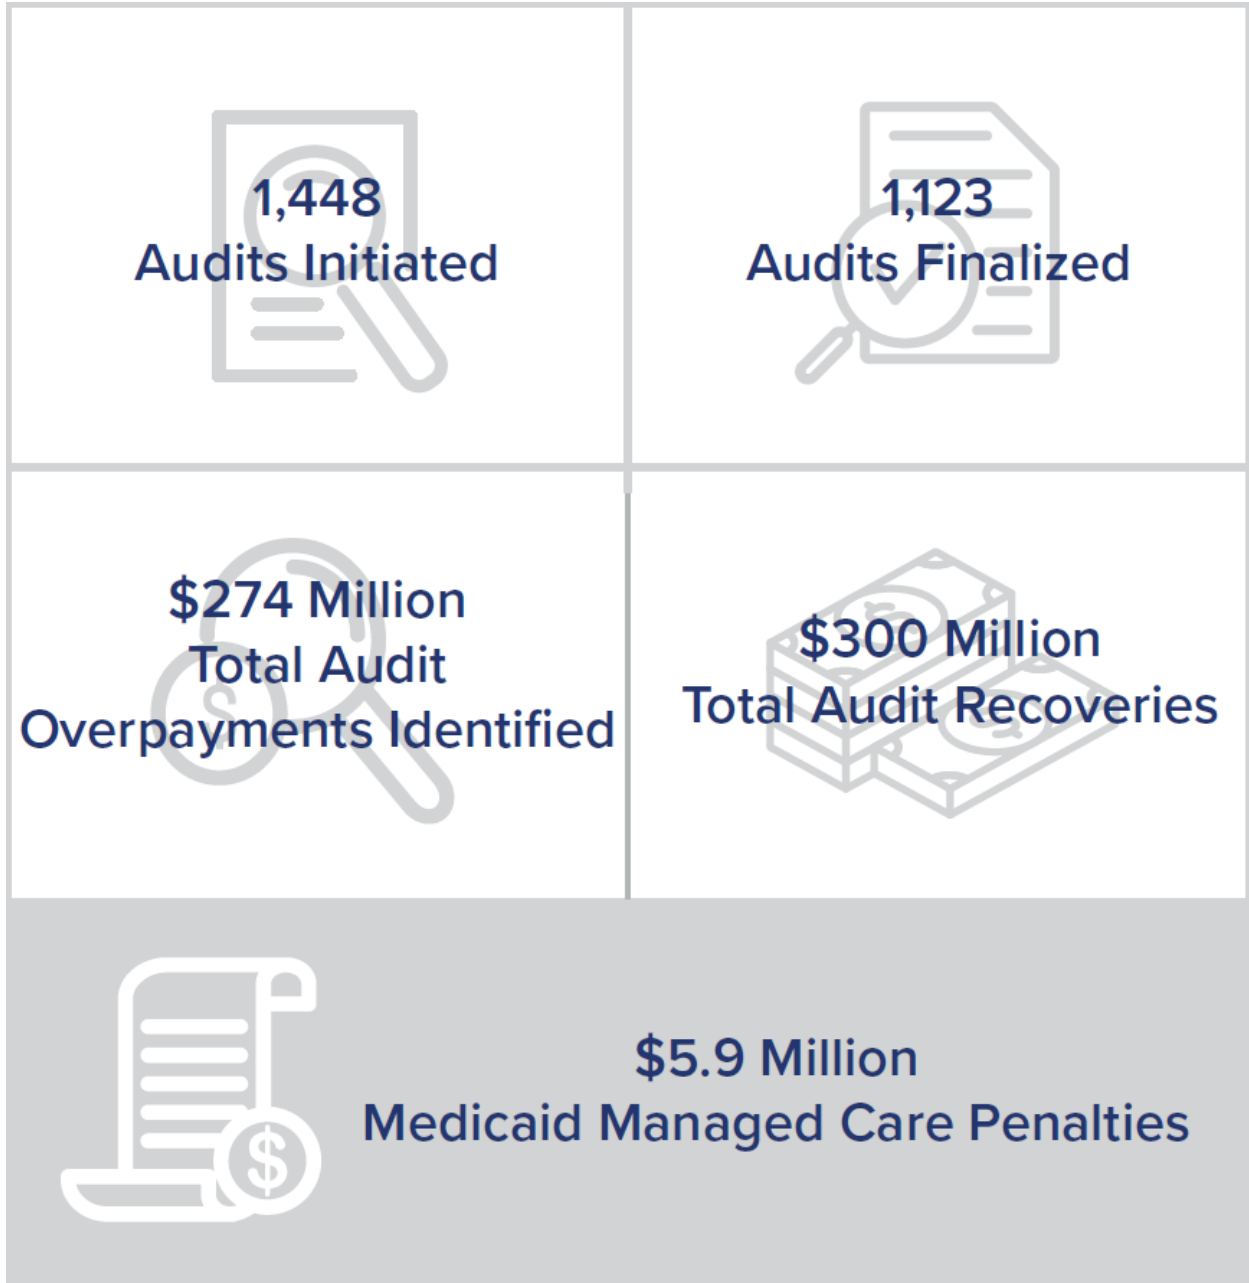 1,448
Audits Initiated
1,123
Audits Finalized
$274 Million
Total Audit
Overpayments Identified
$300 Million
Total Audit Recoveries
$5.9 Million
Medicaid Managed Care Penalties
$
$